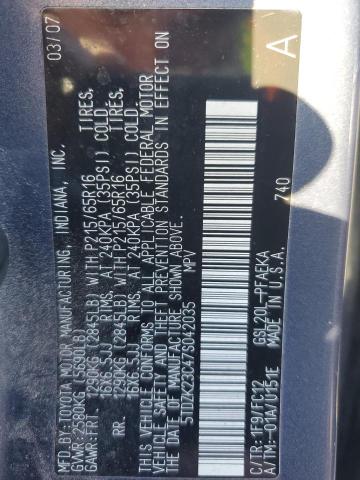 MFD.BY:TOYOTA MOTOR MANUFACTURING, INDIANA, INC. 03/07
GVWR:2580KG(5690LB)
GAWR:FRT. 1290KG(2845LB) WITH P215/65R16 TIRES,
16X6.5JJ RIMS, AT 240KPA (35PSI) COLD
RR. 1290KG(2845LB) WITH P215/65R16 TIRES,
16X6.5JJ RIMS, AT 240KPA (35PSI) COLD
THIS VEHICLE CONFORMS TO ALL APPLICABLE FEDERAL MOTOR
VEHICLE SAFETY AND BUMPER STANDARDS IN EFFECT ON
THE DATE OF MANUFACTURE SHOWN ABOVE.
5TDZK23C47S042035 MPV
740 A
C/TR: 1F9/FC12 GSL20L-PFAEKA
A/TM:-01A/U151E MADE IN U.S.A.